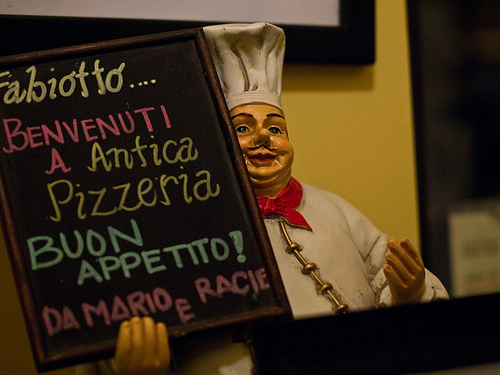 Fabiotto....
BENVENUTI
A Antica
Pizzeria
BUON
APPETITO!
DA MARIO E RACIE